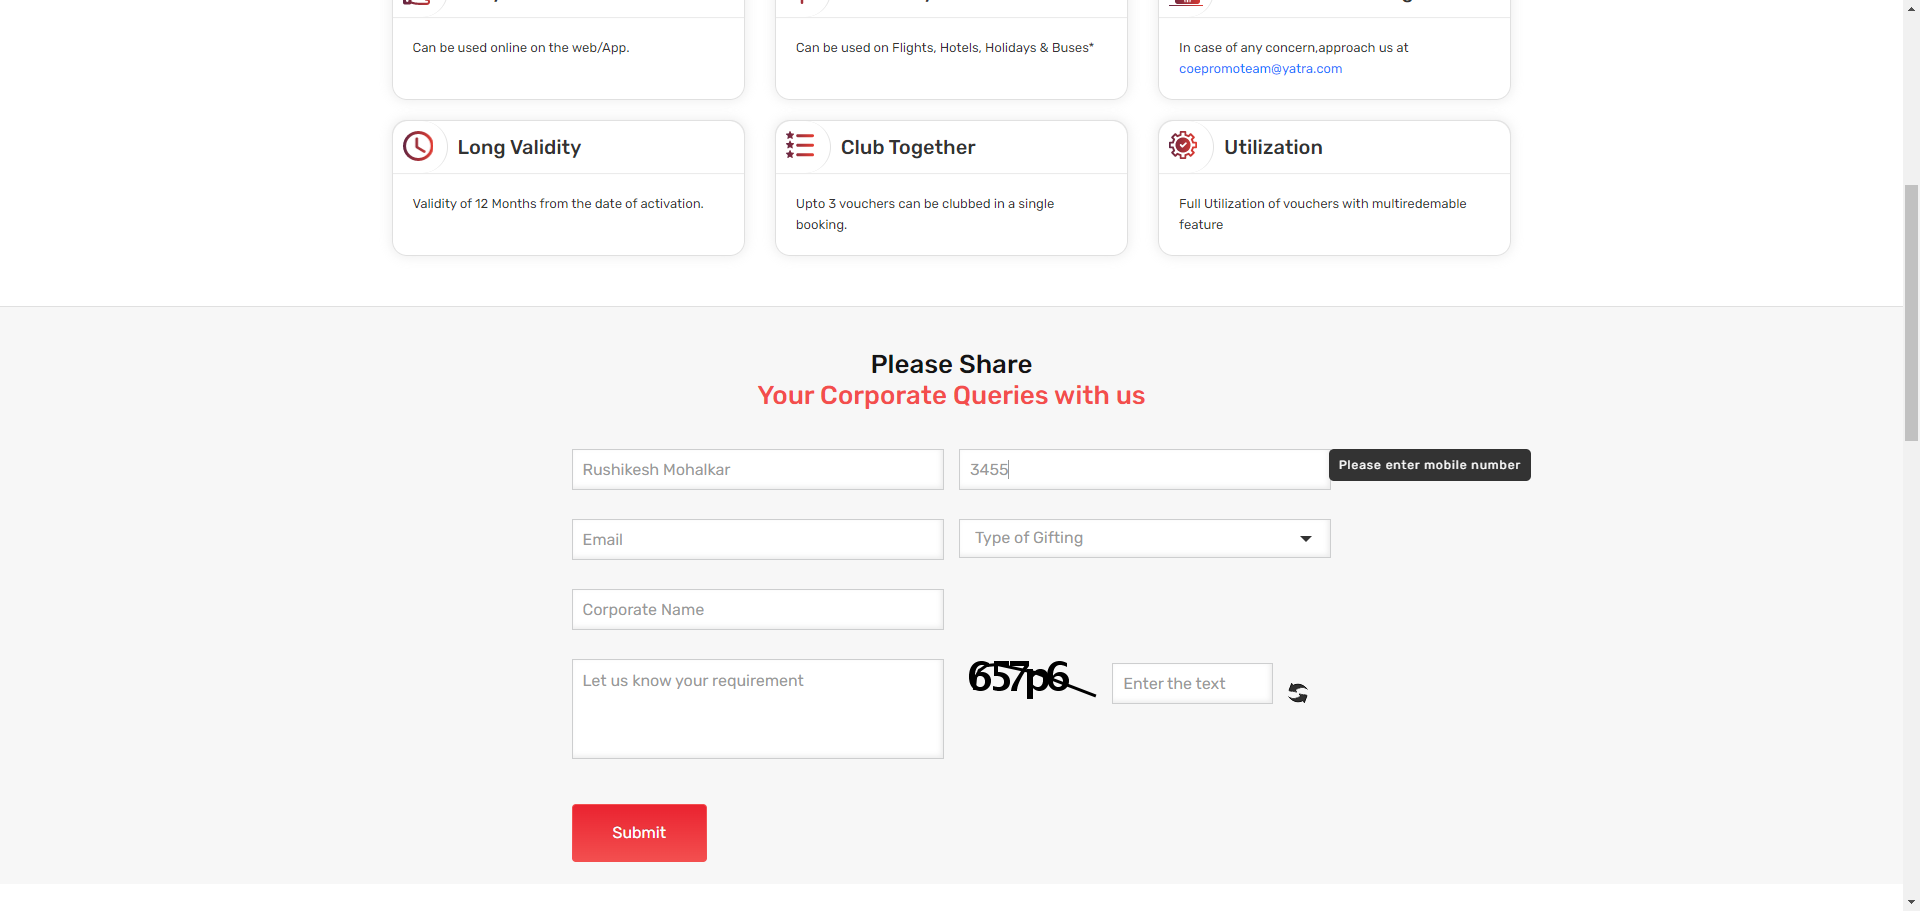 Can be used online on the web/App.
Can be used on Flights, Hotels, Holidays & Buses*
In case of any concern,approach us at
coepromoteam@yatra.com
Long Validity
Club Together
Utilization
Validity of 12 Months from the date of activation.
Upto 3 vouchers can be clubbed in a single
booking.
Full Utilization of vouchers with multiredemable
feature
Please Share
Your Corporate Queries with us
Rushikesh Mohalkar
3455
Please enter mobile number
Email
Type of Gifting
Corporate Name
Let us know your requirement
657p6
Enter the text
Submit